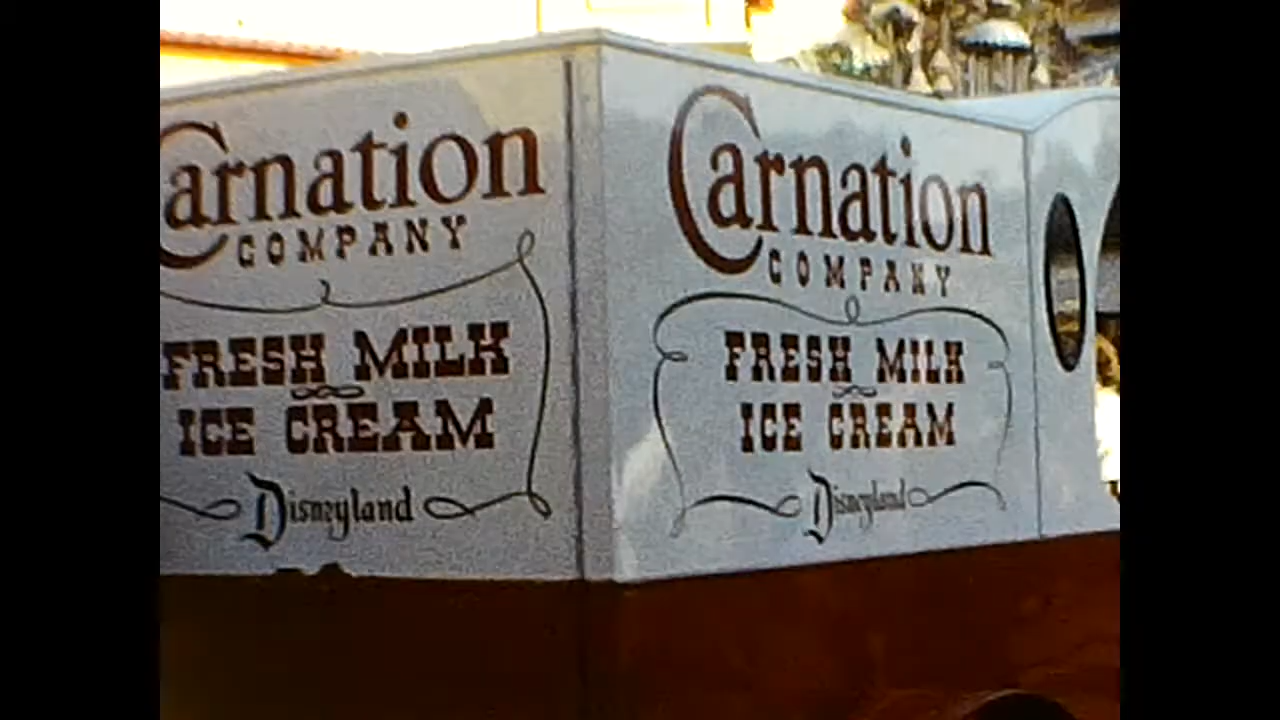 Carnation
COMPANY
FRESH MILK
ICE CREAM
Disneyland
Carnation
COMPANY
FRESH MILK
ICE CREAM
Disneyland